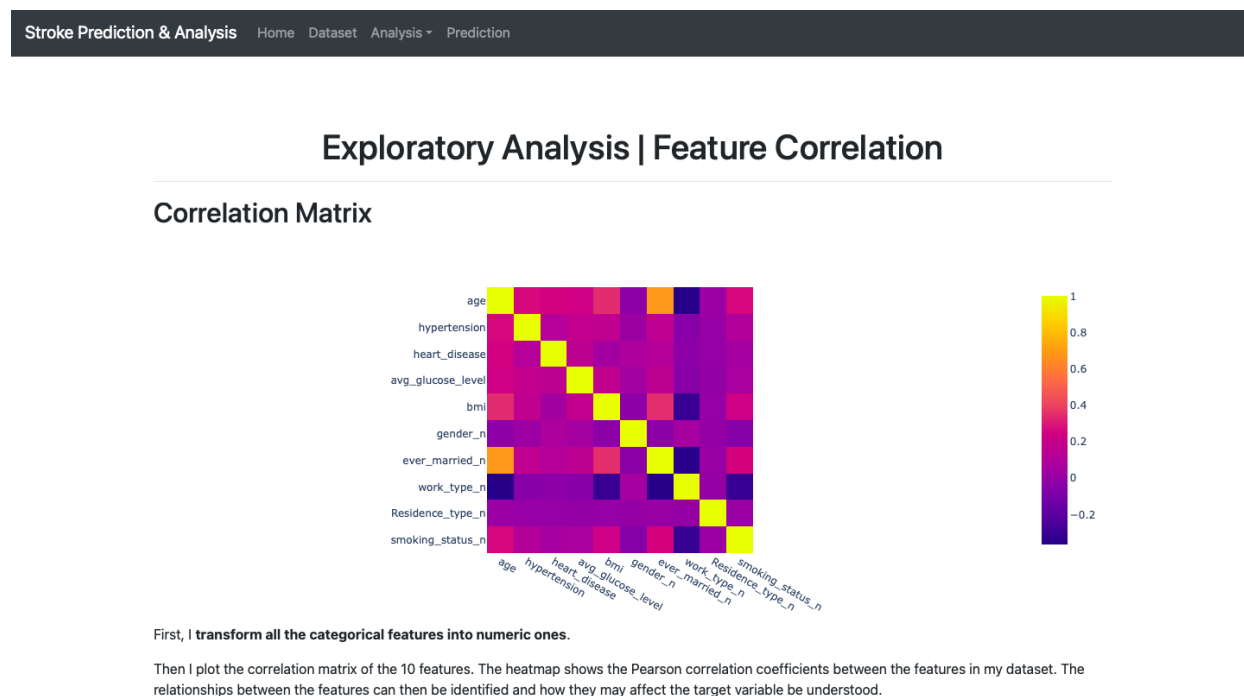 Stroke Prediction & Analysis Home Dataset Analysis Prediction
Exploratory Analysis | Feature Correlation
Correlation Matrix
age
hypertension
heart_disease
avg_glucose_level
bmi
gender_n
ever_married_n
work_type_n
Residence_type_n
smoking_status_n
age
hypertension
heart_disease
avg_glucose_level
bmi
gender_n
ever_married_n
work_type_n
Residence_type_n
smoking_status_n
1
0.8
0.6
0.4
0.2
0
−0.2
First, I transform all the categorical features into numeric ones.
Then I plot the correlation matrix of the 10 features. The heatmap shows the Pearson correlation coefficients between the features in my dataset. The
relationships between the features can then be identified and how they may affect the target variable be understood.